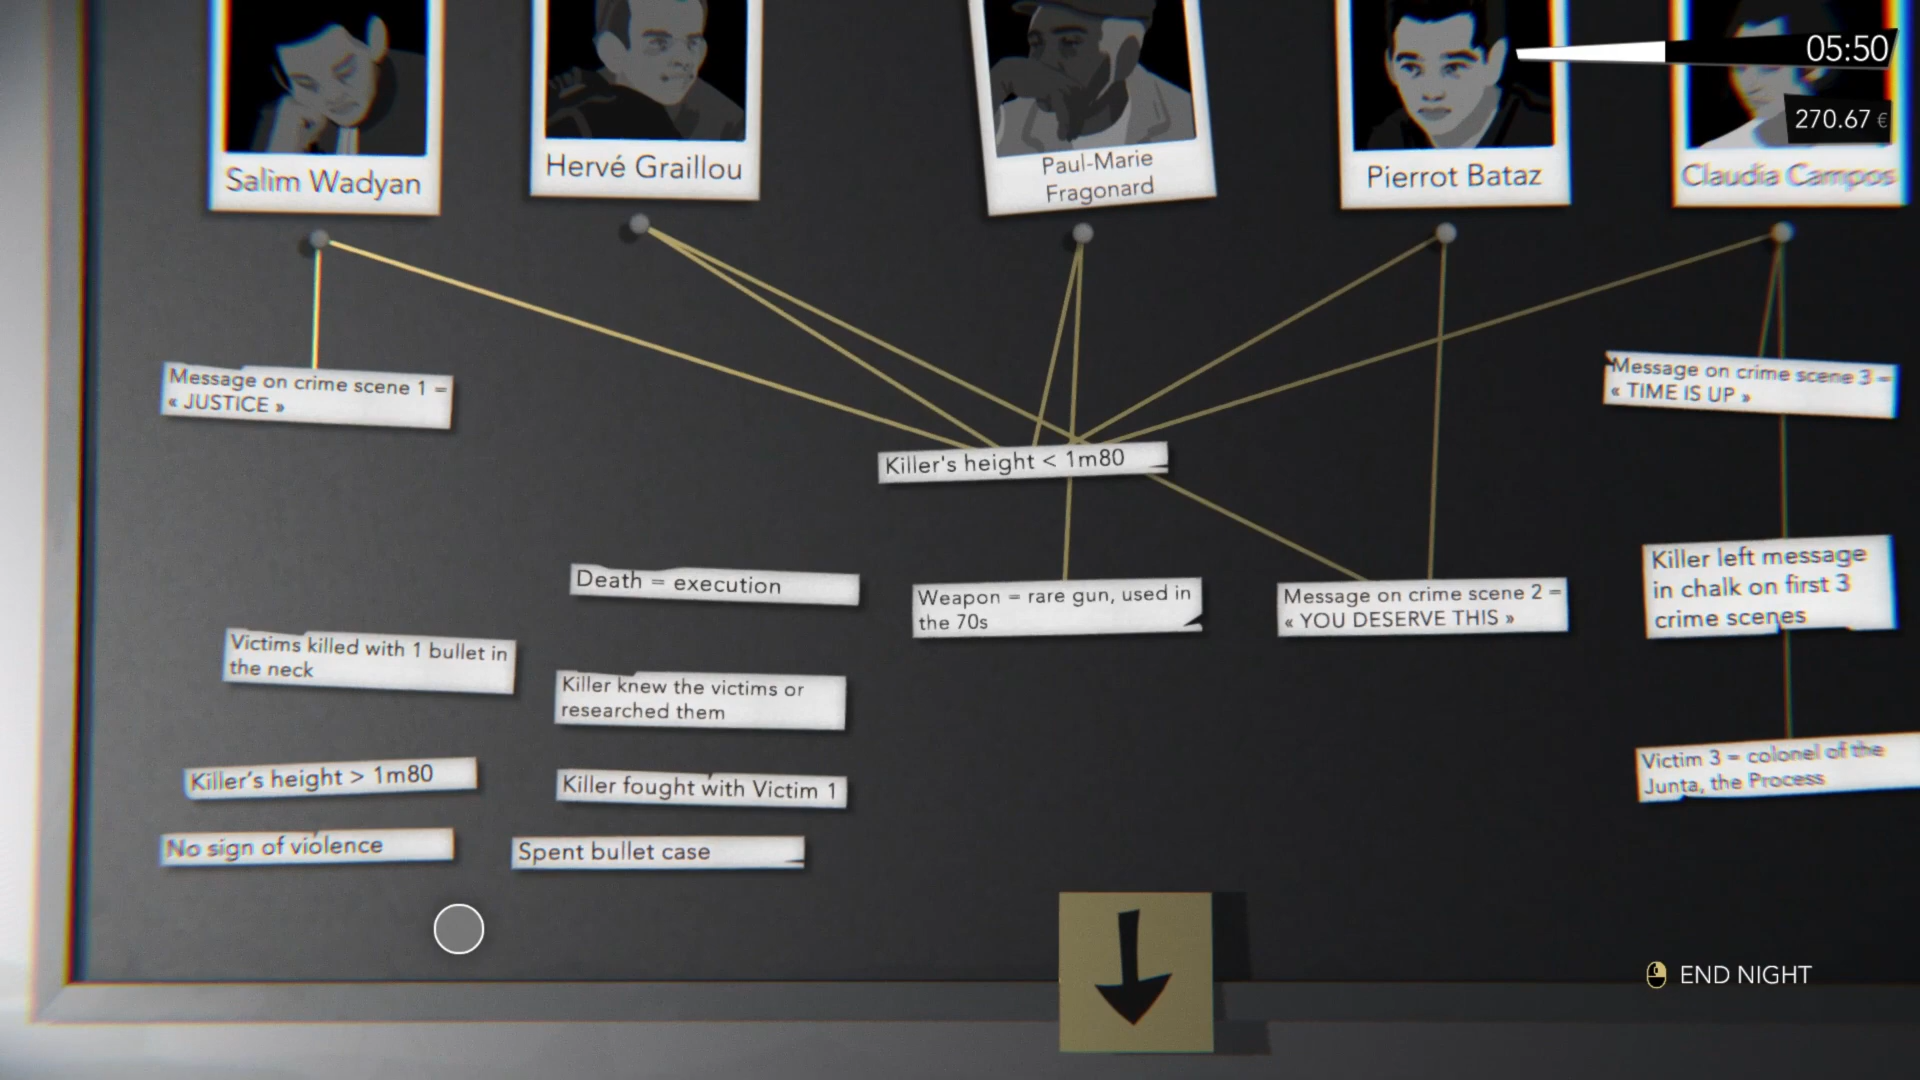 05:50
270.67 €
Salim Wadyan
Hervé Graillou
Paul-Marie
Fragonard
Pierrot Bataz
Claudia Campos
Message on crime scene 1 =
« JUSTICE »
Message on crime scene 3 =
« TIME IS UP »
Killer's height < 1m80
Death = execution
Weapon = rare gun, used in
the 70s
Message on crime scene 2 =
« YOU DESERVE THIS »
Killer left message
in chalk on first 3
crime scenes
Victims killed with 1 bullet in
the neck
Killer knew the victims or
researched them
Killer's height > 1m80
Killer fought with Victim 1
Victim 3 = colonel of the
Junta, the Process
No sign of violence
Spent bullet case
END NIGHT